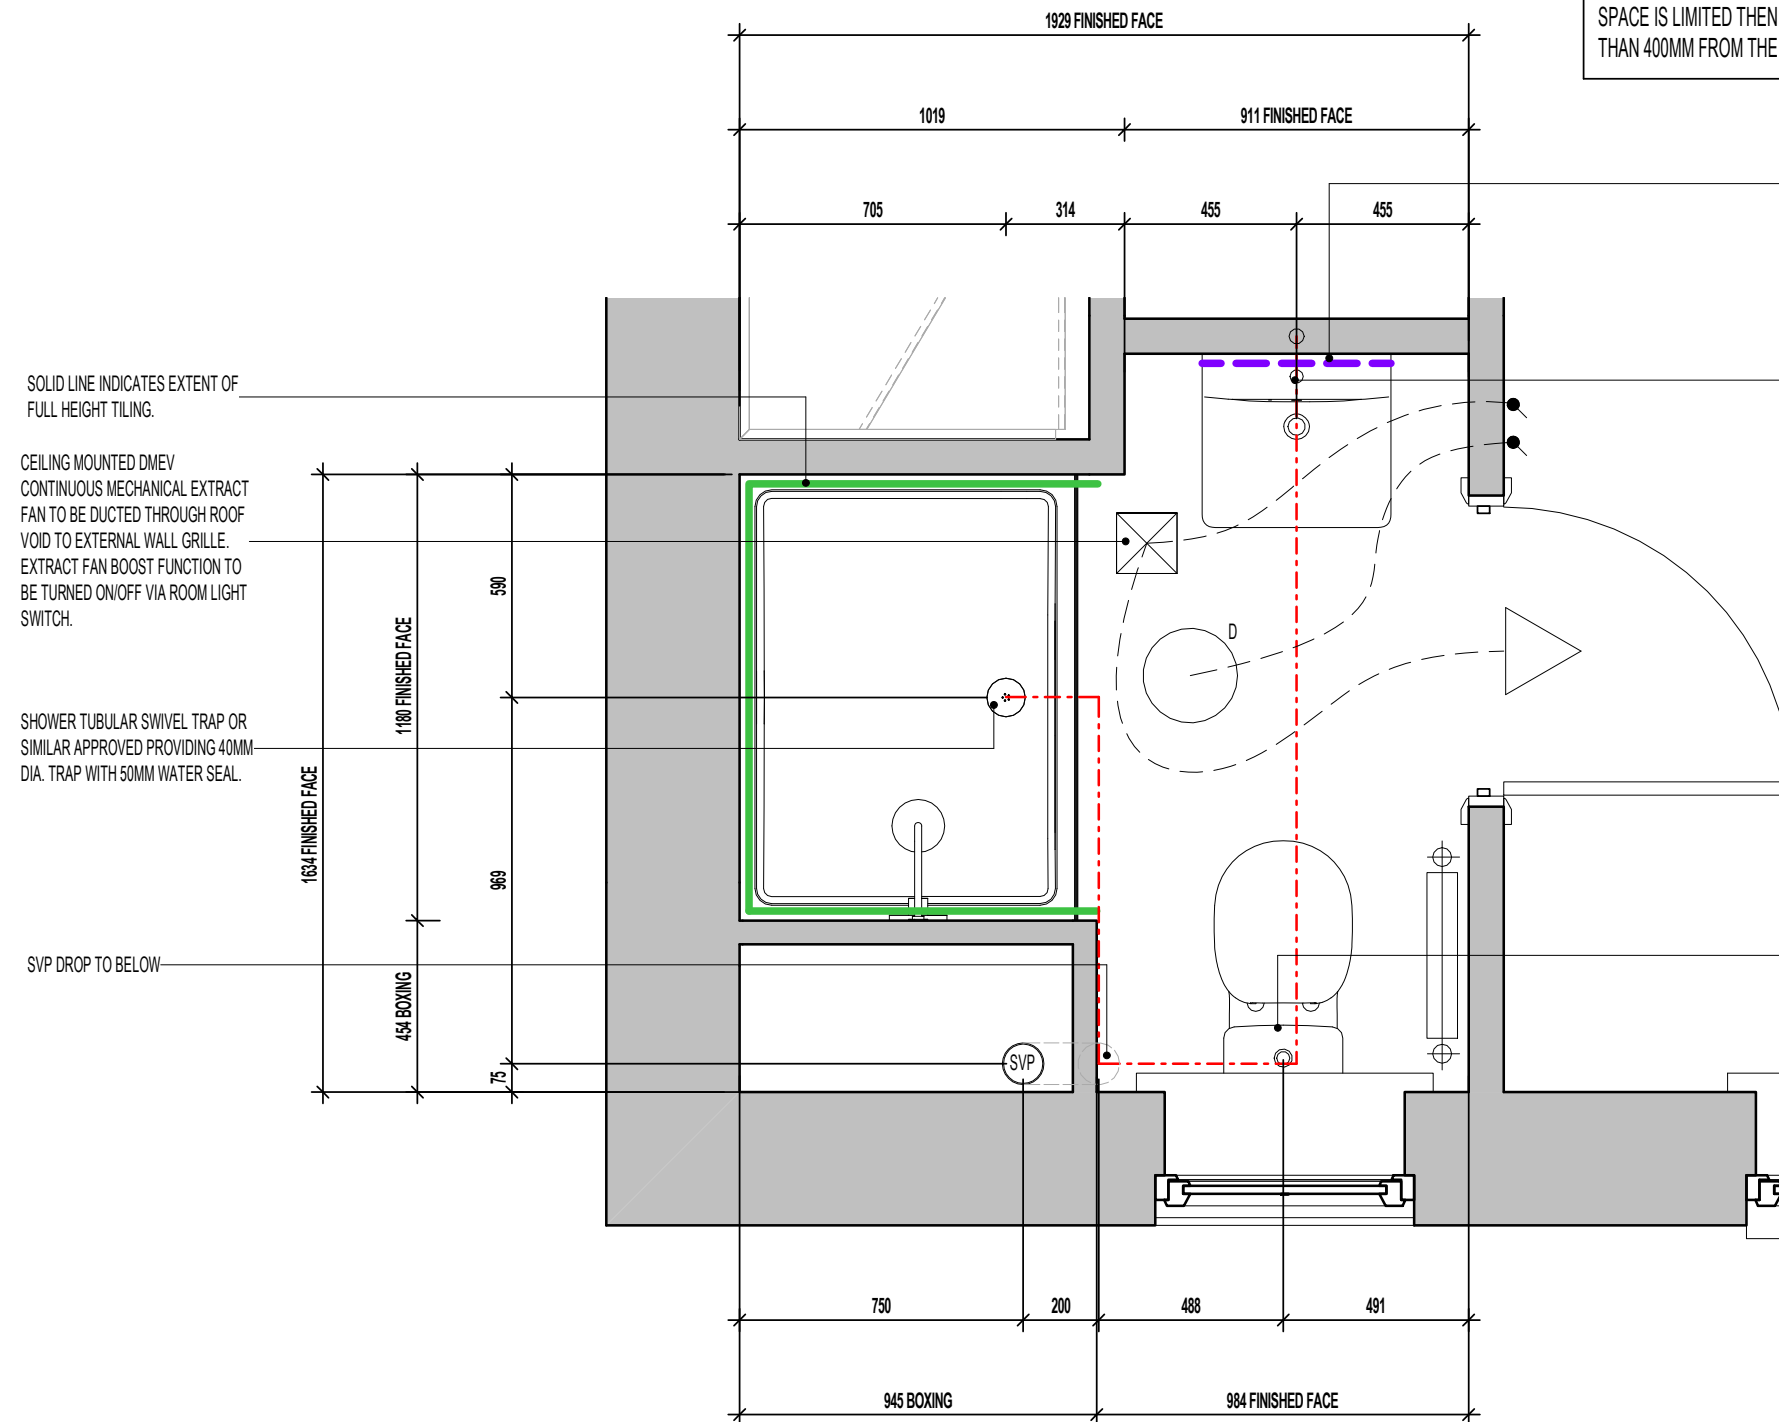 SPACE IS LIMITED THEN
THAN 400MM FROM THE
1929 FINISHED FACE
1019
911 FINISHED FACE
705
314
455
455
SOLID LINE INDICATES EXTENT OF
FULL HEIGHT TILING.
CEILING MOUNTED DMEV
CONTINUOUS MECHANICAL EXTRACT
FAN TO BE DUCTED THROUGH ROOF
VOID TO EXTERNAL WALL GRILLE.
EXTRACT FAN BOOST FUNCTION TO
BE TURNED ON/OFF VIA ROOM LIGHT
SWITCH.
SHOWER TUBULAR SWIVEL TRAP OR
SIMILAR APPROVED PROVIDING 40MM
DIA. TRAP WITH 50MM WATER SEAL.
SVP DROP TO BELOW
1634 FINISHED FACE
1180 FINISHED FACE
454 BOXING
590
969
75
D
SVP
750
200
488
491
945 BOXING
984 FINISHED FACE